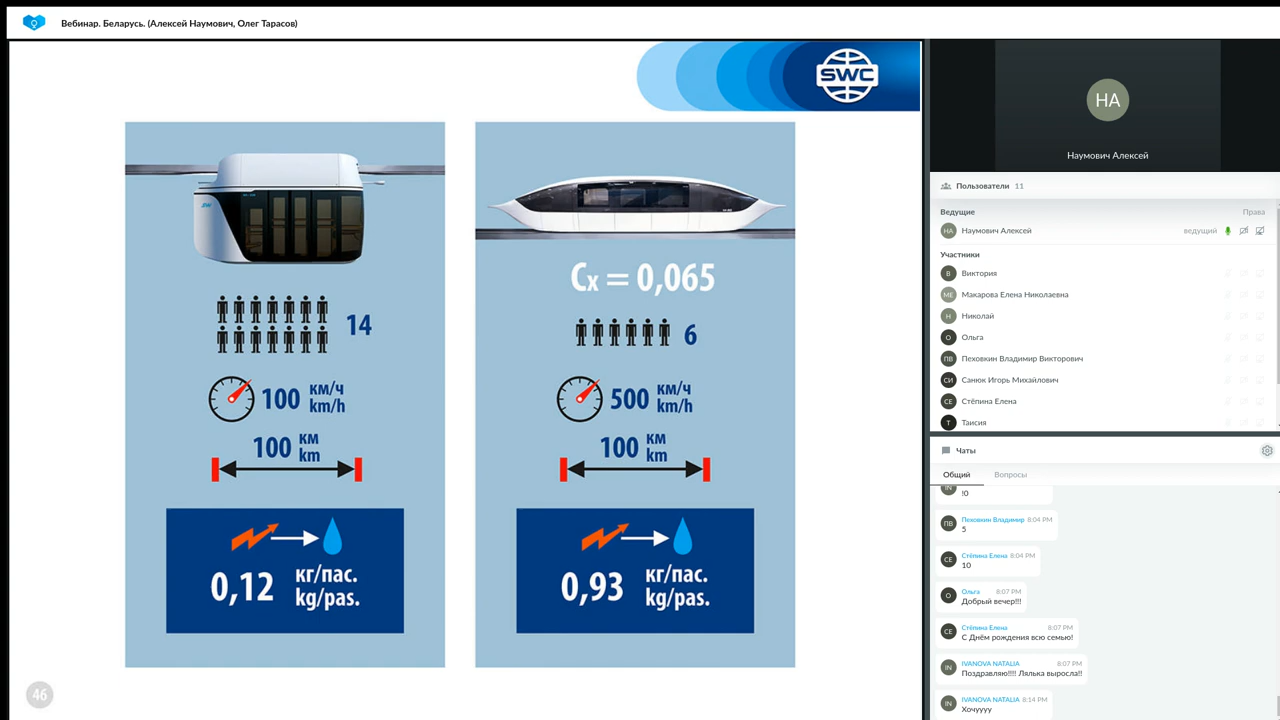 Вебинар. Беларусь. (Алексей Наумович, Олег Тарасов)
SWC
14
100 км/ч
km/h
100 км
km
0,12 кг/пас.
kg/pas.
Cx = 0,065
6
500 км/ч
km/h
100 км
km
0,93 кг/пас.
kg/pas.
46
НА
Наумович Алексей
Пользователи 11
Ведущие Права
НА Наумович Алексей ведущий
Участники
В Виктория
МЕ Макарова Елена Николаевна
Н Николай
О Ольга
ПВ Пеховкин Владимир Викторович
СИ Санюк Игорь Михайлович
СЕ Стёпина Елена
Т Таисия
Чаты
Общий Вопросы
IN
!0
ПВ Пеховкин Владимир 8:04 PM
5
СЕ Стёпина Елена 8:04 PM
10
О Ольга 8:07 PM
Добрый вечер!!!
СЕ Стёпина Елена 8:07 PM
С Днём рождения всю семью!
IN IVANOVA NATALIA 8:07 PM
Поздравляю!!!! Лялька выросла!!
IN IVANOVA NATALIA 8:14 PM
Хочуууу